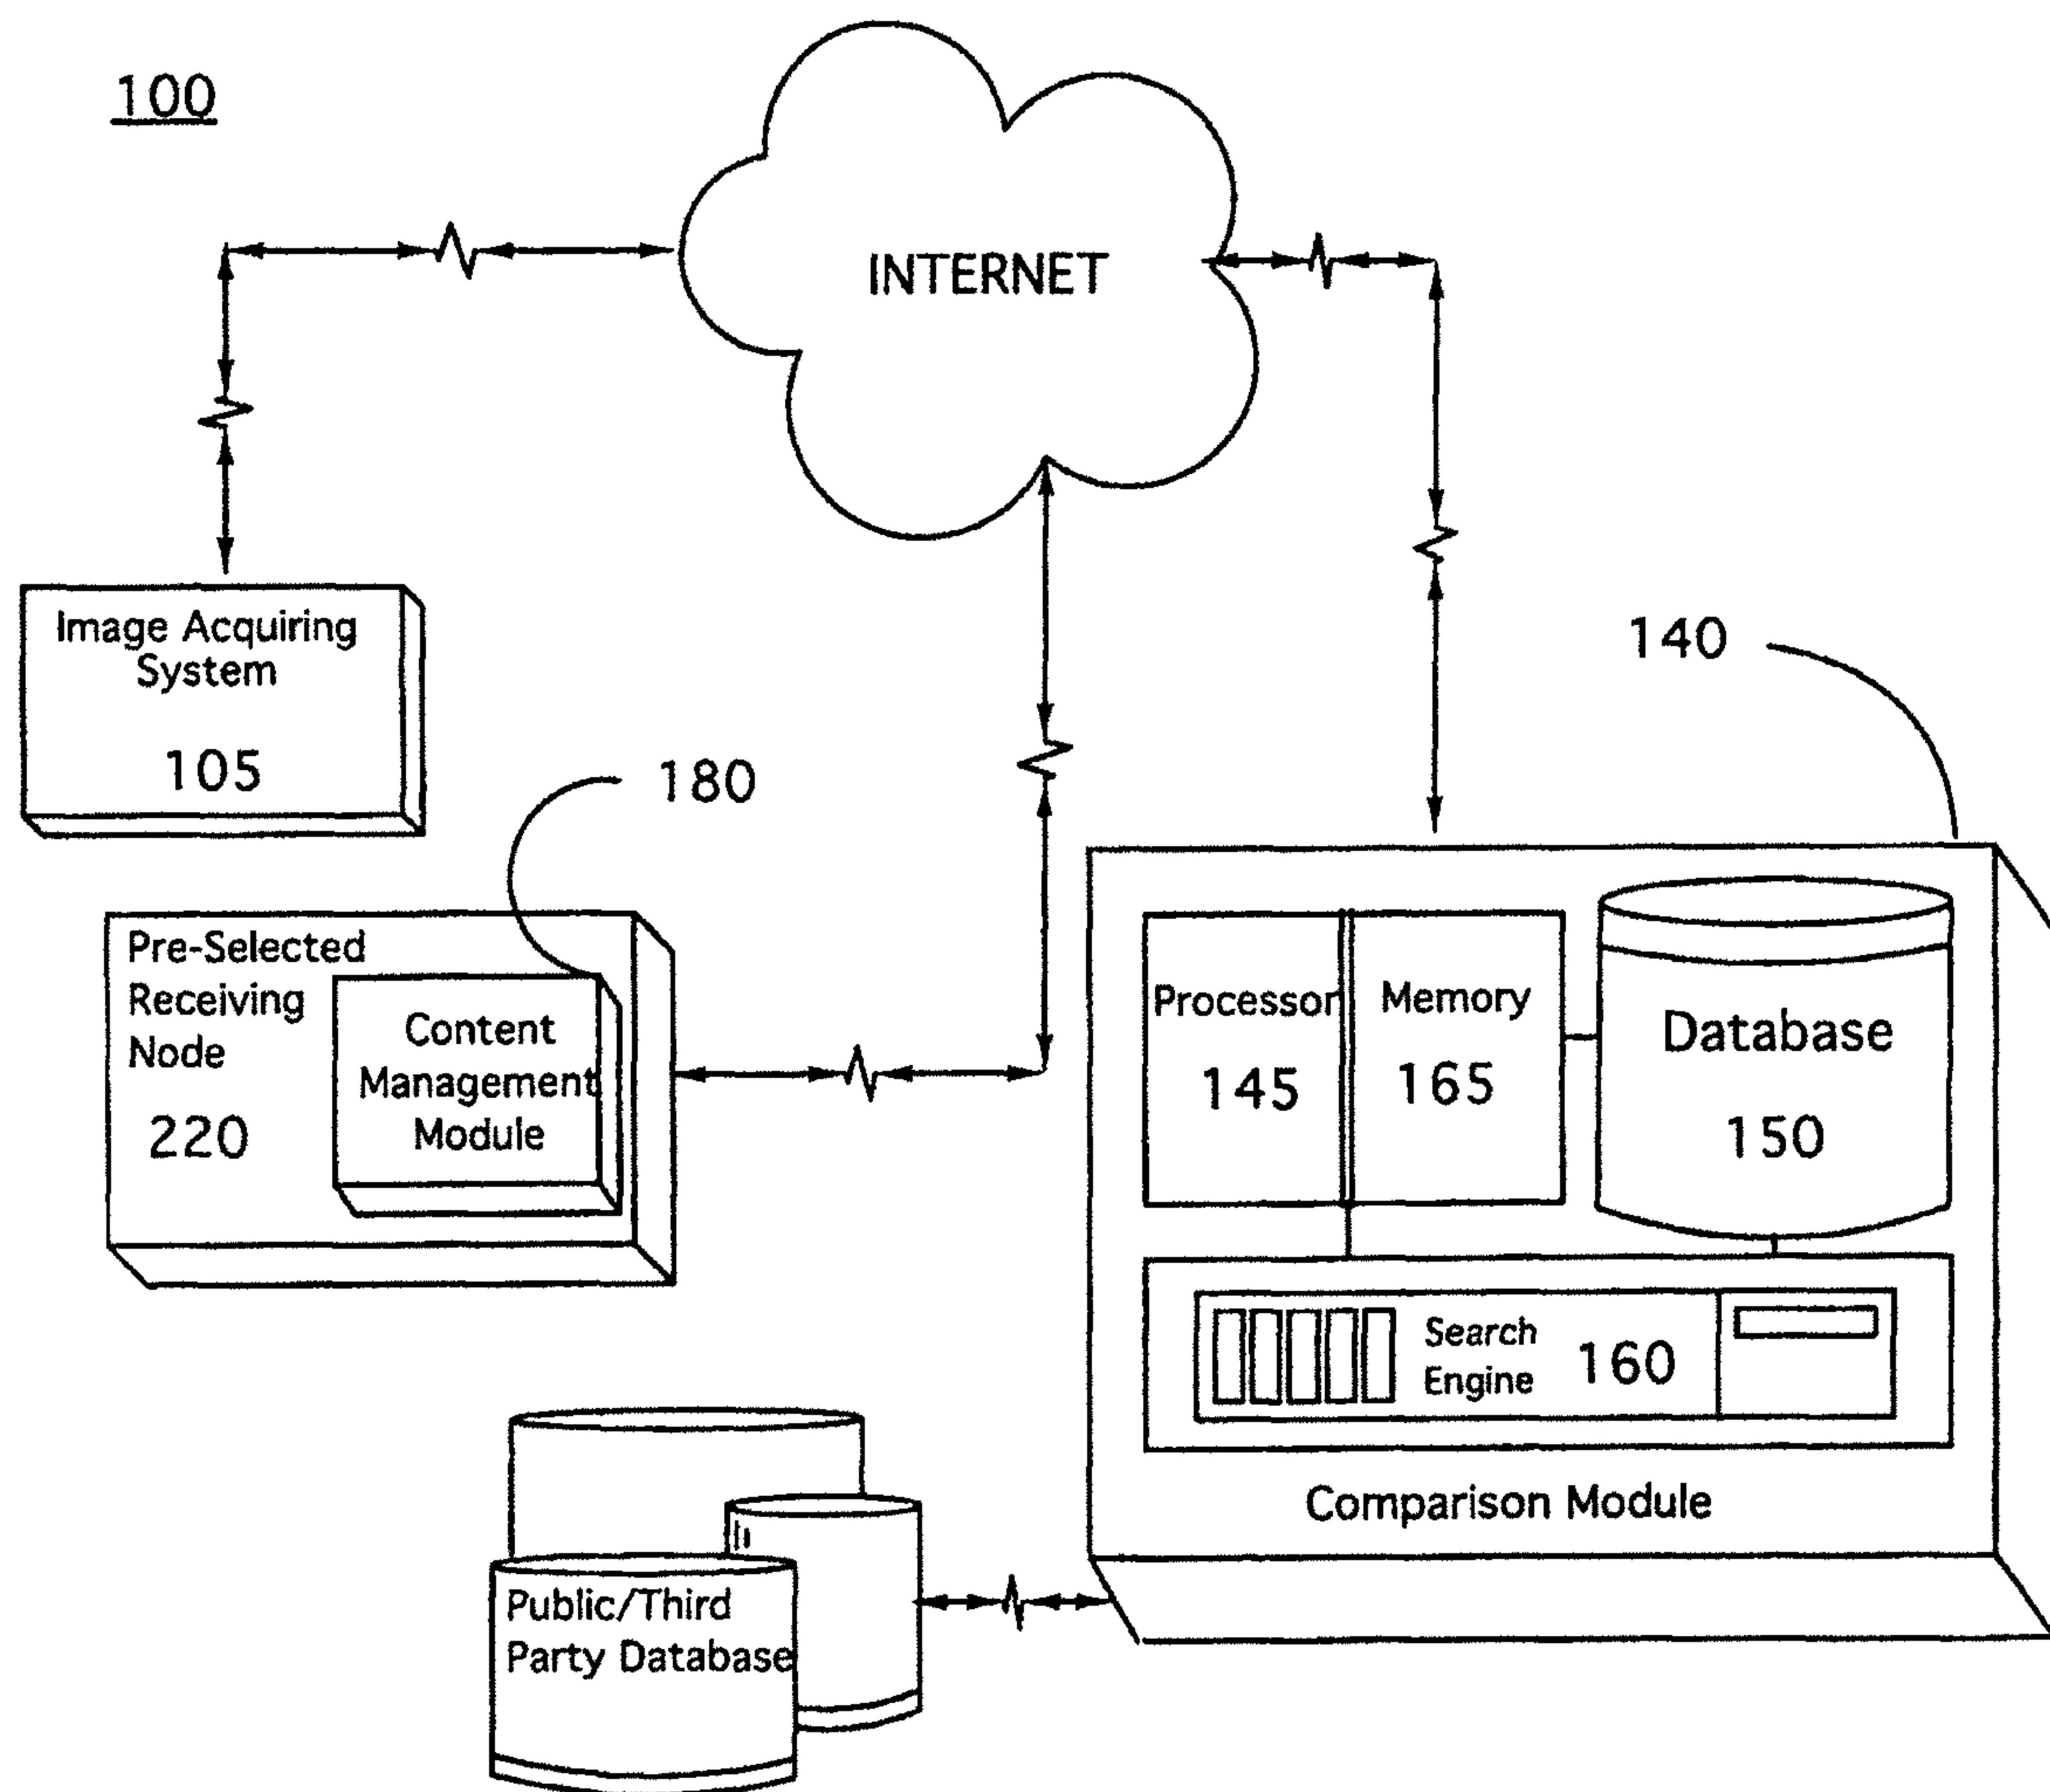 100
INTERNET
Image Acquiring
System
105
180
140
Pre-Selected
Receiving
Node
220
Content
Management
Module
Processor
145
Memory
165
Database
150
Search
Engine
160
Comparison Module
Public/Third
Party Database